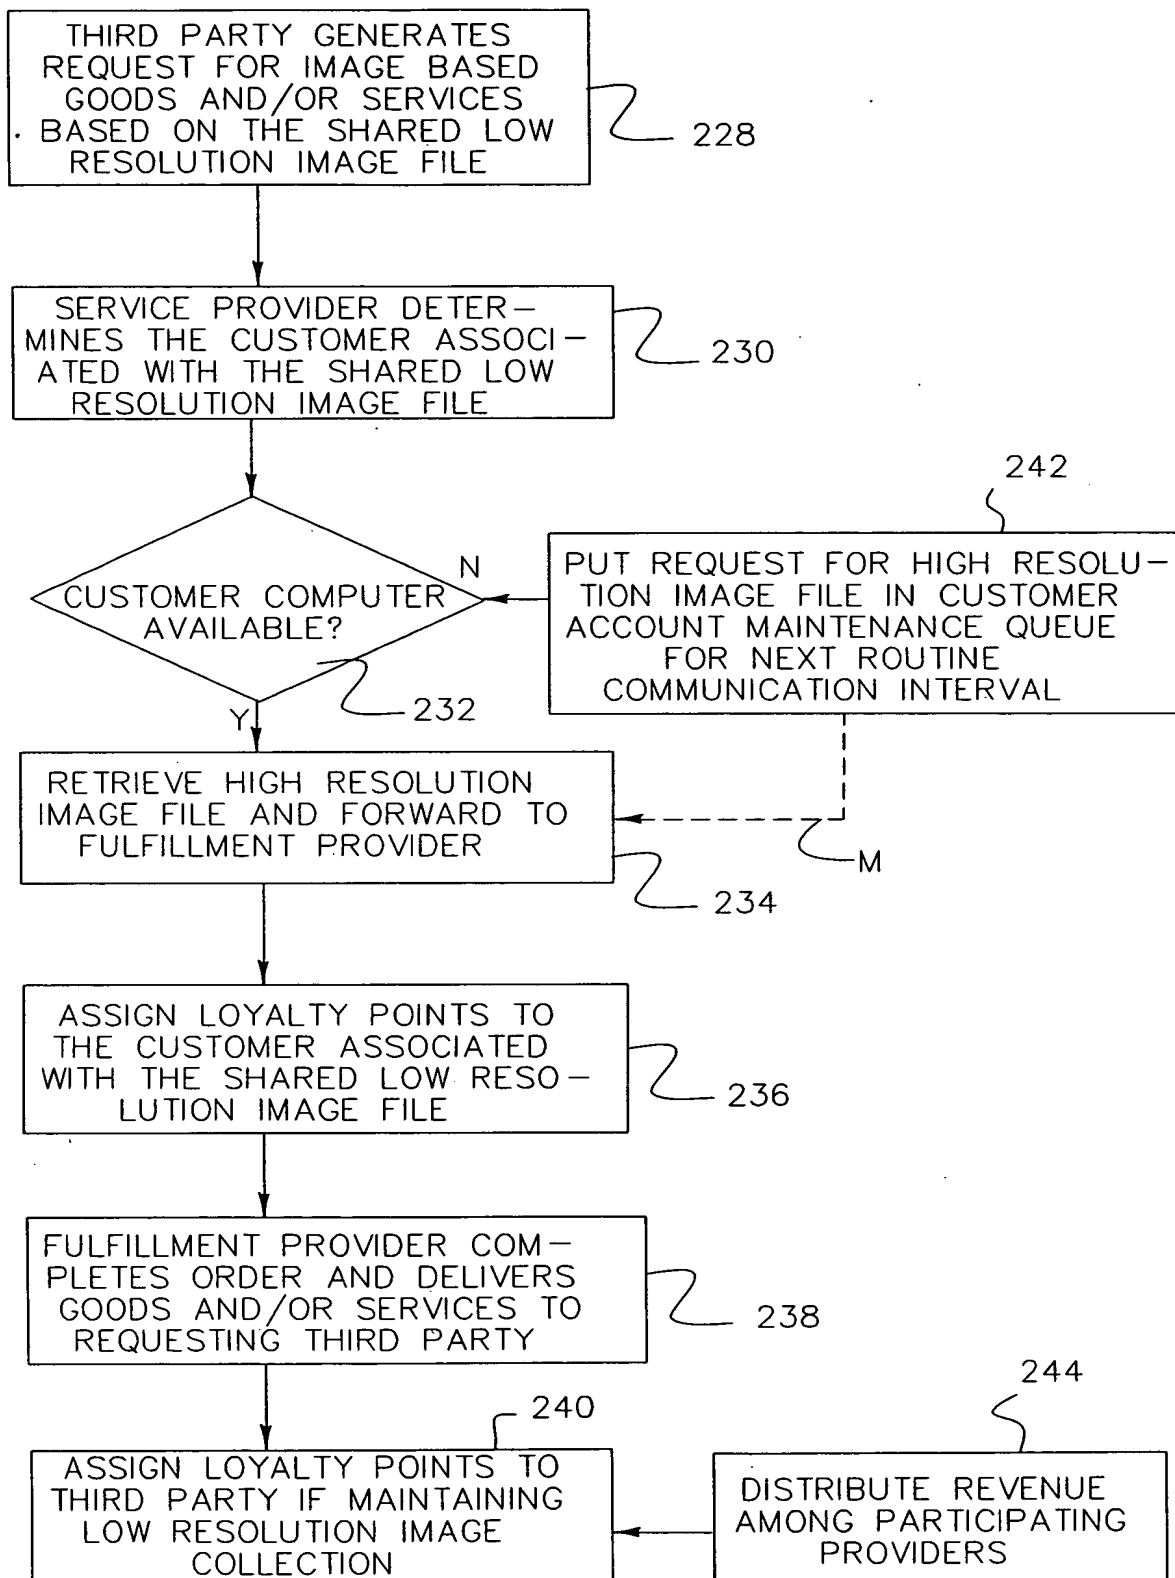 THIRD PARTY GENERATES
REQUEST FOR IMAGE BASED
GOODS AND/OR SERVICES
BASED ON THE SHARED LOW
RESOLUTION IMAGE FILE
228
SERVICE PROVIDER DETER-
MINES THE CUSTOMER ASSOCI-
ATED WITH THE SHARED LOW
RESOLUTION IMAGE FILE
230
242
N
CUSTOMER COMPUTER
AVAILABLE?
232
Y
PUT REQUEST FOR HIGH RESOLU-
TION IMAGE FILE IN CUSTOMER
ACCOUNT MAINTENANCE QUEUE
FOR NEXT ROUTINE
COMMUNICATION INTERVAL
RETRIEVE HIGH RESOLUTION
IMAGE FILE AND FORWARD TO
FULFILLMENT PROVIDER
M
234
ASSIGN LOYALTY POINTS TO
THE CUSTOMER ASSOCIATED
WITH THE SHARED LOW RESO-
LUTION IMAGE FILE
236
FULFILLMENT PROVIDER COM-
PLETES ORDER AND DELIVERS
GOODS AND/OR SERVICES TO
REQUESTING THIRD PARTY
238
240
244
ASSIGN LOYALTY POINTS TO
THIRD PARTY IF MAINTAINING
LOW RESOLUTION IMAGE
COLLECTION
DISTRIBUTE REVENUE
AMONG PARTICIPATING
PROVIDERS